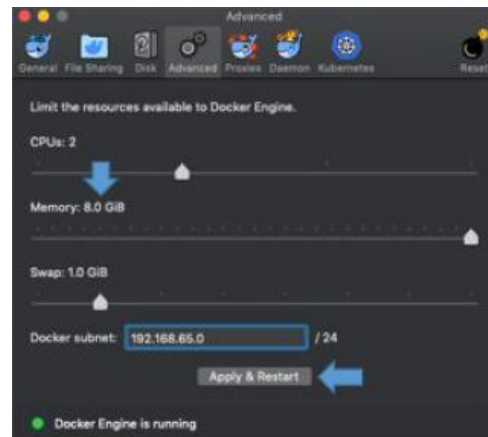 Advanced
General File Sharing Disk Advanced Proxies Daemon Kubernetes Reset
Limit the resources available to Docker Engine.
CPUs: 2
Memory: 8.0 GiB
Swap: 1.0 GiB
Docker subnet: 192.168.65.0 / 24
Apply & Restart
Docker Engine is running